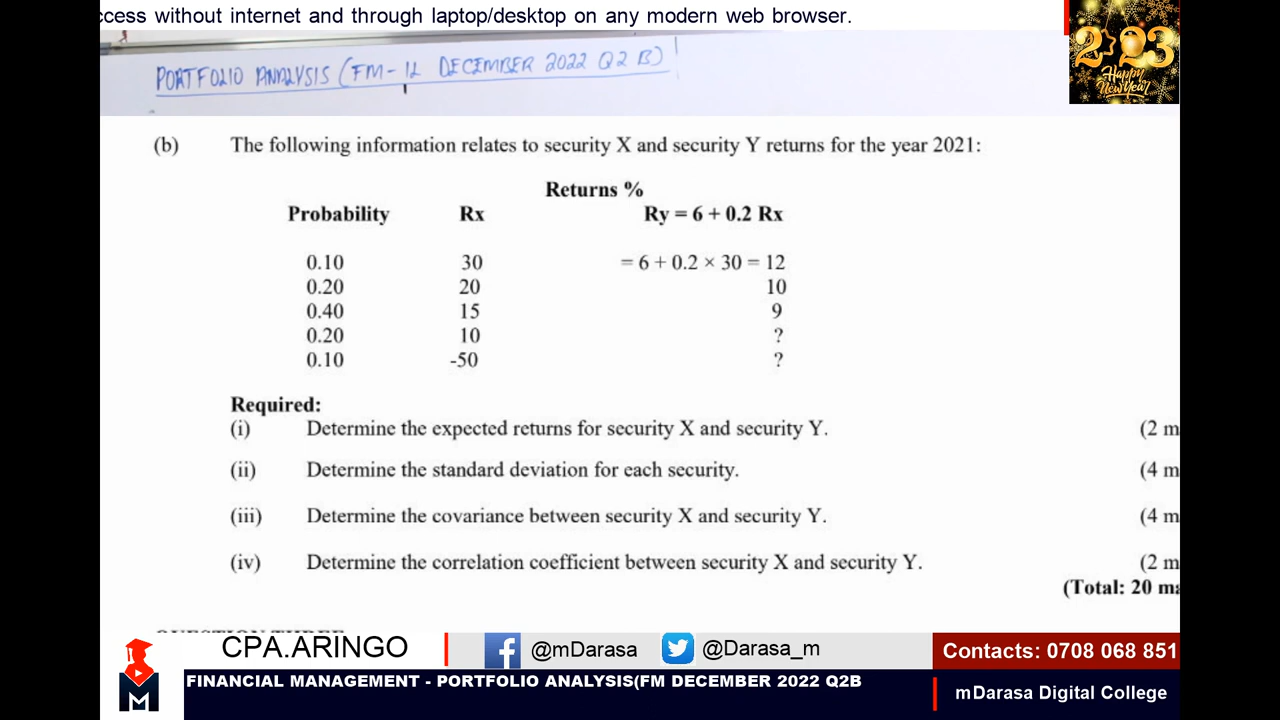 ccess without internet and through laptop/desktop on any modern web browser.
2023
Happy
New Year
PORTFOLIO ANALYSIS (FM - 12 DECEMBER 2022 Q2 B)
(b) The following information relates to security X and security Y returns for the year 2021:
Returns %
Probability Rx Ry = 6 + 0.2 Rx
0.10 30 = 6 + 0.2 × 30 = 12
0.20 20 10
0.40 15 9
0.20 10 ?
0.10 -50 ?
Required:
(i) Determine the expected returns for security X and security Y. (2 m
(ii) Determine the standard deviation for each security. (4 m
(iii) Determine the covariance between security X and security Y. (4 m
(iv) Determine the correlation coefficient between security X and security Y. (2 m
(Total: 20 ma
CPA.ARINGO @mDarasa @Darasa_m Contacts: 0708 068 851
FINANCIAL MANAGEMENT - PORTFOLIO ANALYSIS(FM DECEMBER 2022 Q2B
mDarasa Digital College